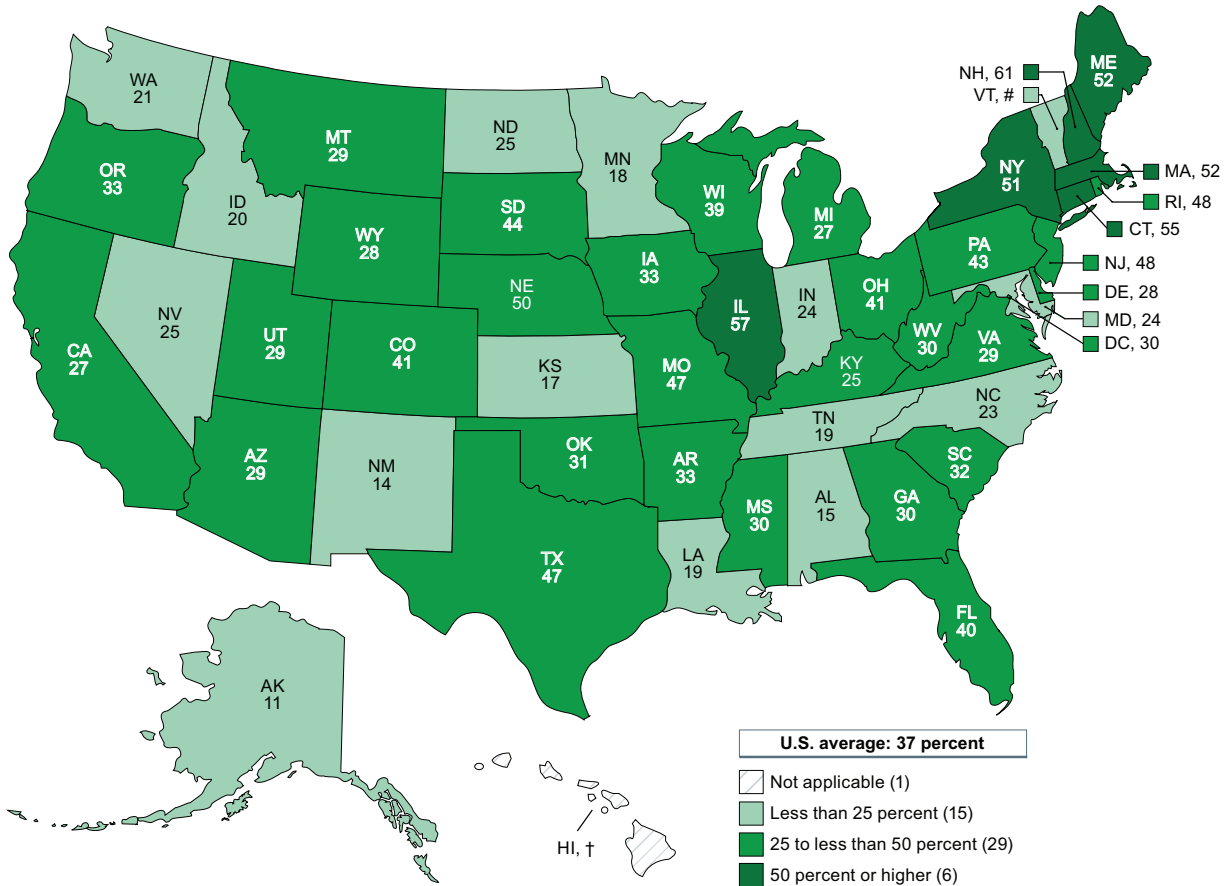 WA
21
OR
33
CA
27
NV
25
ID
20
MT
29
WY
28
UT
29
AZ
29
CO
41
NM
14
ND
25
SD
44
NE
50
KS
17
OK
31
TX
47
MN
18
IA
33
MO
47
AR
33
LA
19
WI
39
IL
57
MI
27
IN
24
OH
41
KY
25
TN
19
MS
30
AL
15
GA
30
FL
40
SC
32
NC
23
WV
30
VA
29
PA
43
NY
51
ME
52
NH, 61
VT, #
MA, 52
RI, 48
CT, 55
NJ, 48
DE, 28
MD, 24
DC, 30
AK
11
HI, †
U.S. average: 37 percent
Not applicable (1)
Less than 25 percent (15)
25 to less than 50 percent (29)
50 percent or higher (6)